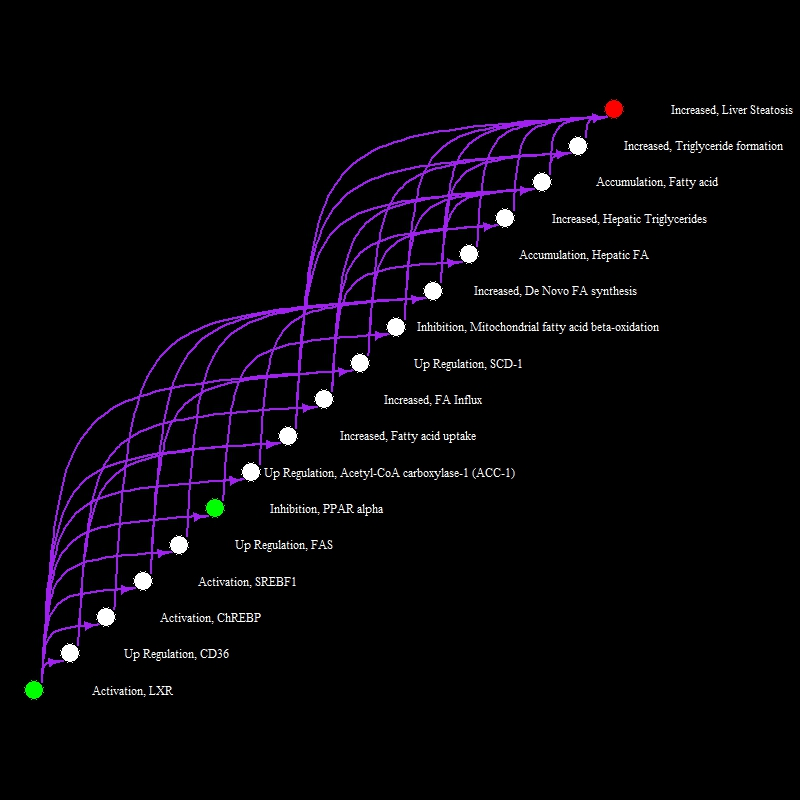 Increased, Liver Steatosis
Increased, Triglyceride formation
Accumulation, Fatty acid
Increased, Hepatic Triglycerides
Accumulation, Hepatic FA
Increased, De Novo FA synthesis
Inhibition, Mitochondrial fatty acid beta-oxidation
Up Regulation, SCD-1
Increased, FA Influx
Increased, Fatty acid uptake
Up Regulation, Acetyl-CoA carboxylase-1 (ACC-1)
Inhibition, PPAR alpha
Up Regulation, FAS
Activation, SREBF1
Activation, ChREBP
Up Regulation, CD36
Activation, LXR